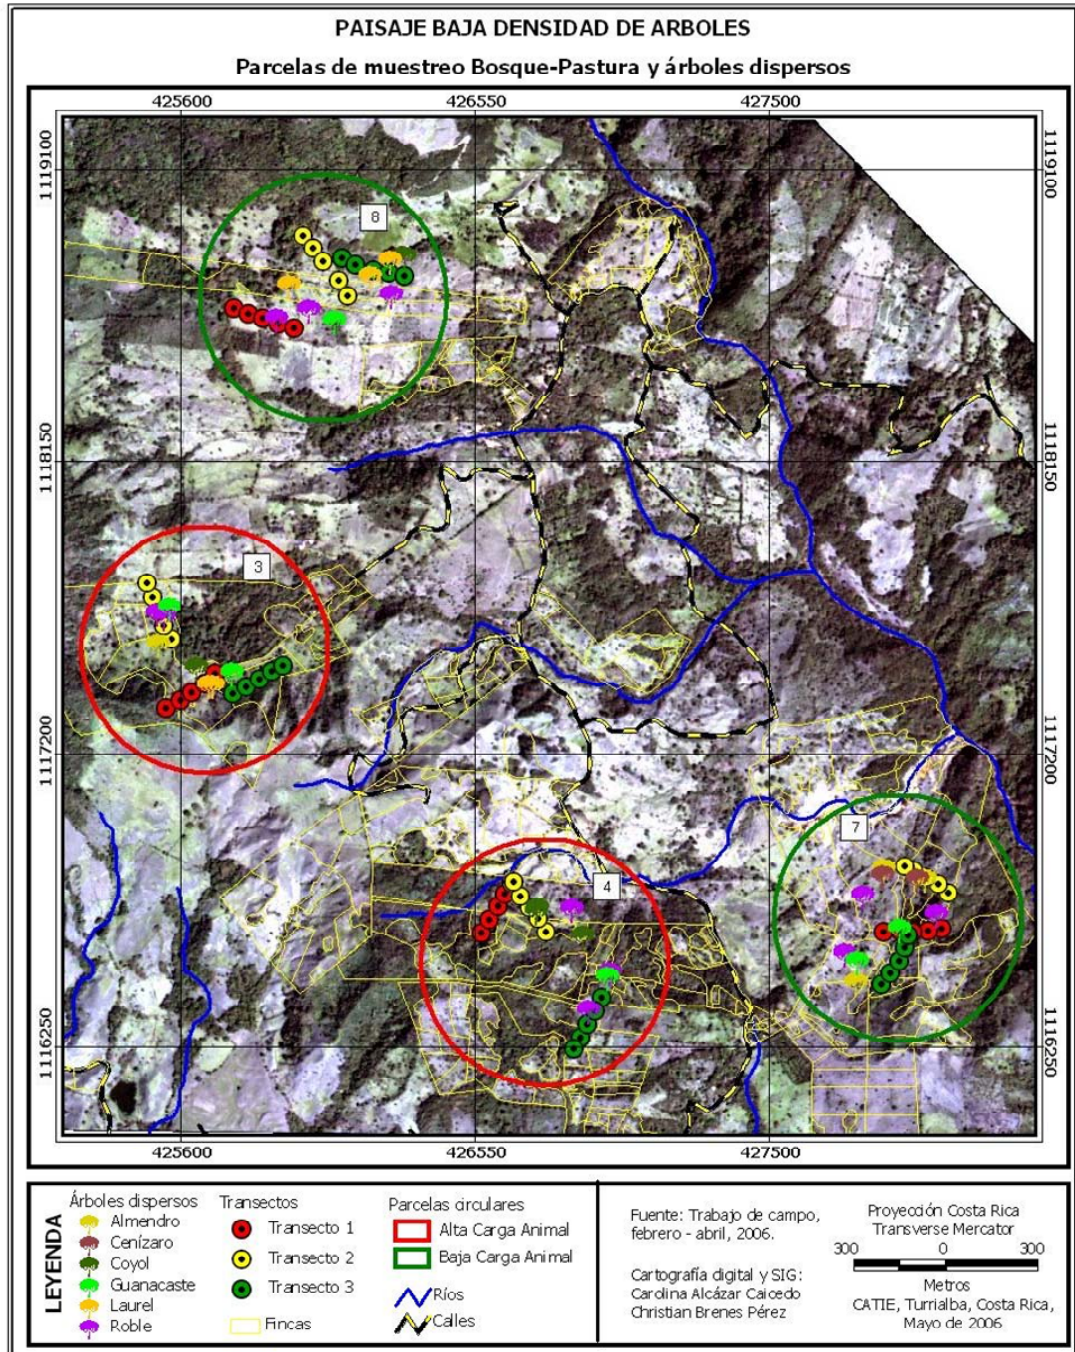 PAISAJE BAJA DENSIDAD DE ARBOLES
Parcelas de muestreo Bosque-Pastura y árboles dispersos
425600 426550 427500
1119100 1119100
8
1118150 1118150
3
1117200 1117200
7
4
1116250 1116250
425600 426550 427500
LEYENDA
Árboles dispersos
Almendro
Cenízaro
Coyol
Guanacaste
Laurel
Roble
Transectos
Transecto 1
Transecto 2
Transecto 3
Fincas
Parcelas circulares
Alta Carga Animal
Baja Carga Animal
Ríos
Calles
Fuente: Trabajo de campo,
febrero - abril, 2006.
Cartografía digital y SIG:
Carolina Alcázar Caicedo
Christian Brenes Pérez
Proyección Costa Rica
Transverse Mercator
300 0 300
Metros
CATIE, Turrialba, Costa Rica,
Mayo de 2006